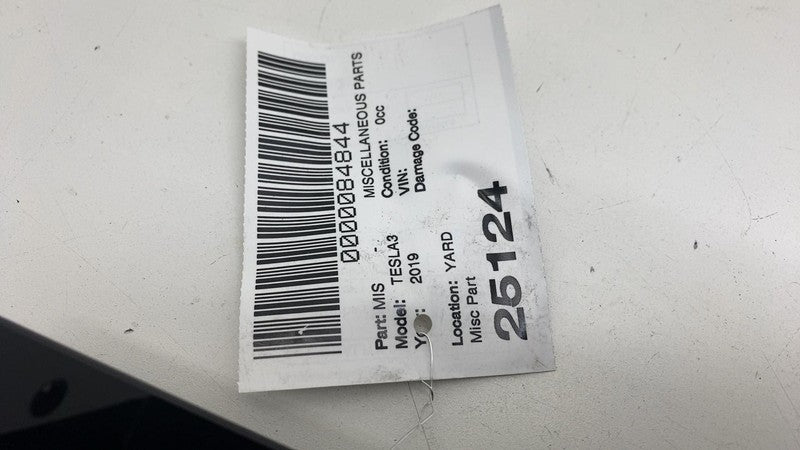 0000084844
Part: MIS - MISCELLANEOUS PARTS
Model: TESLA3 Condition: 0cc
2019 VIN:
Damage Code:
Location: YARD
Misc Part
25124